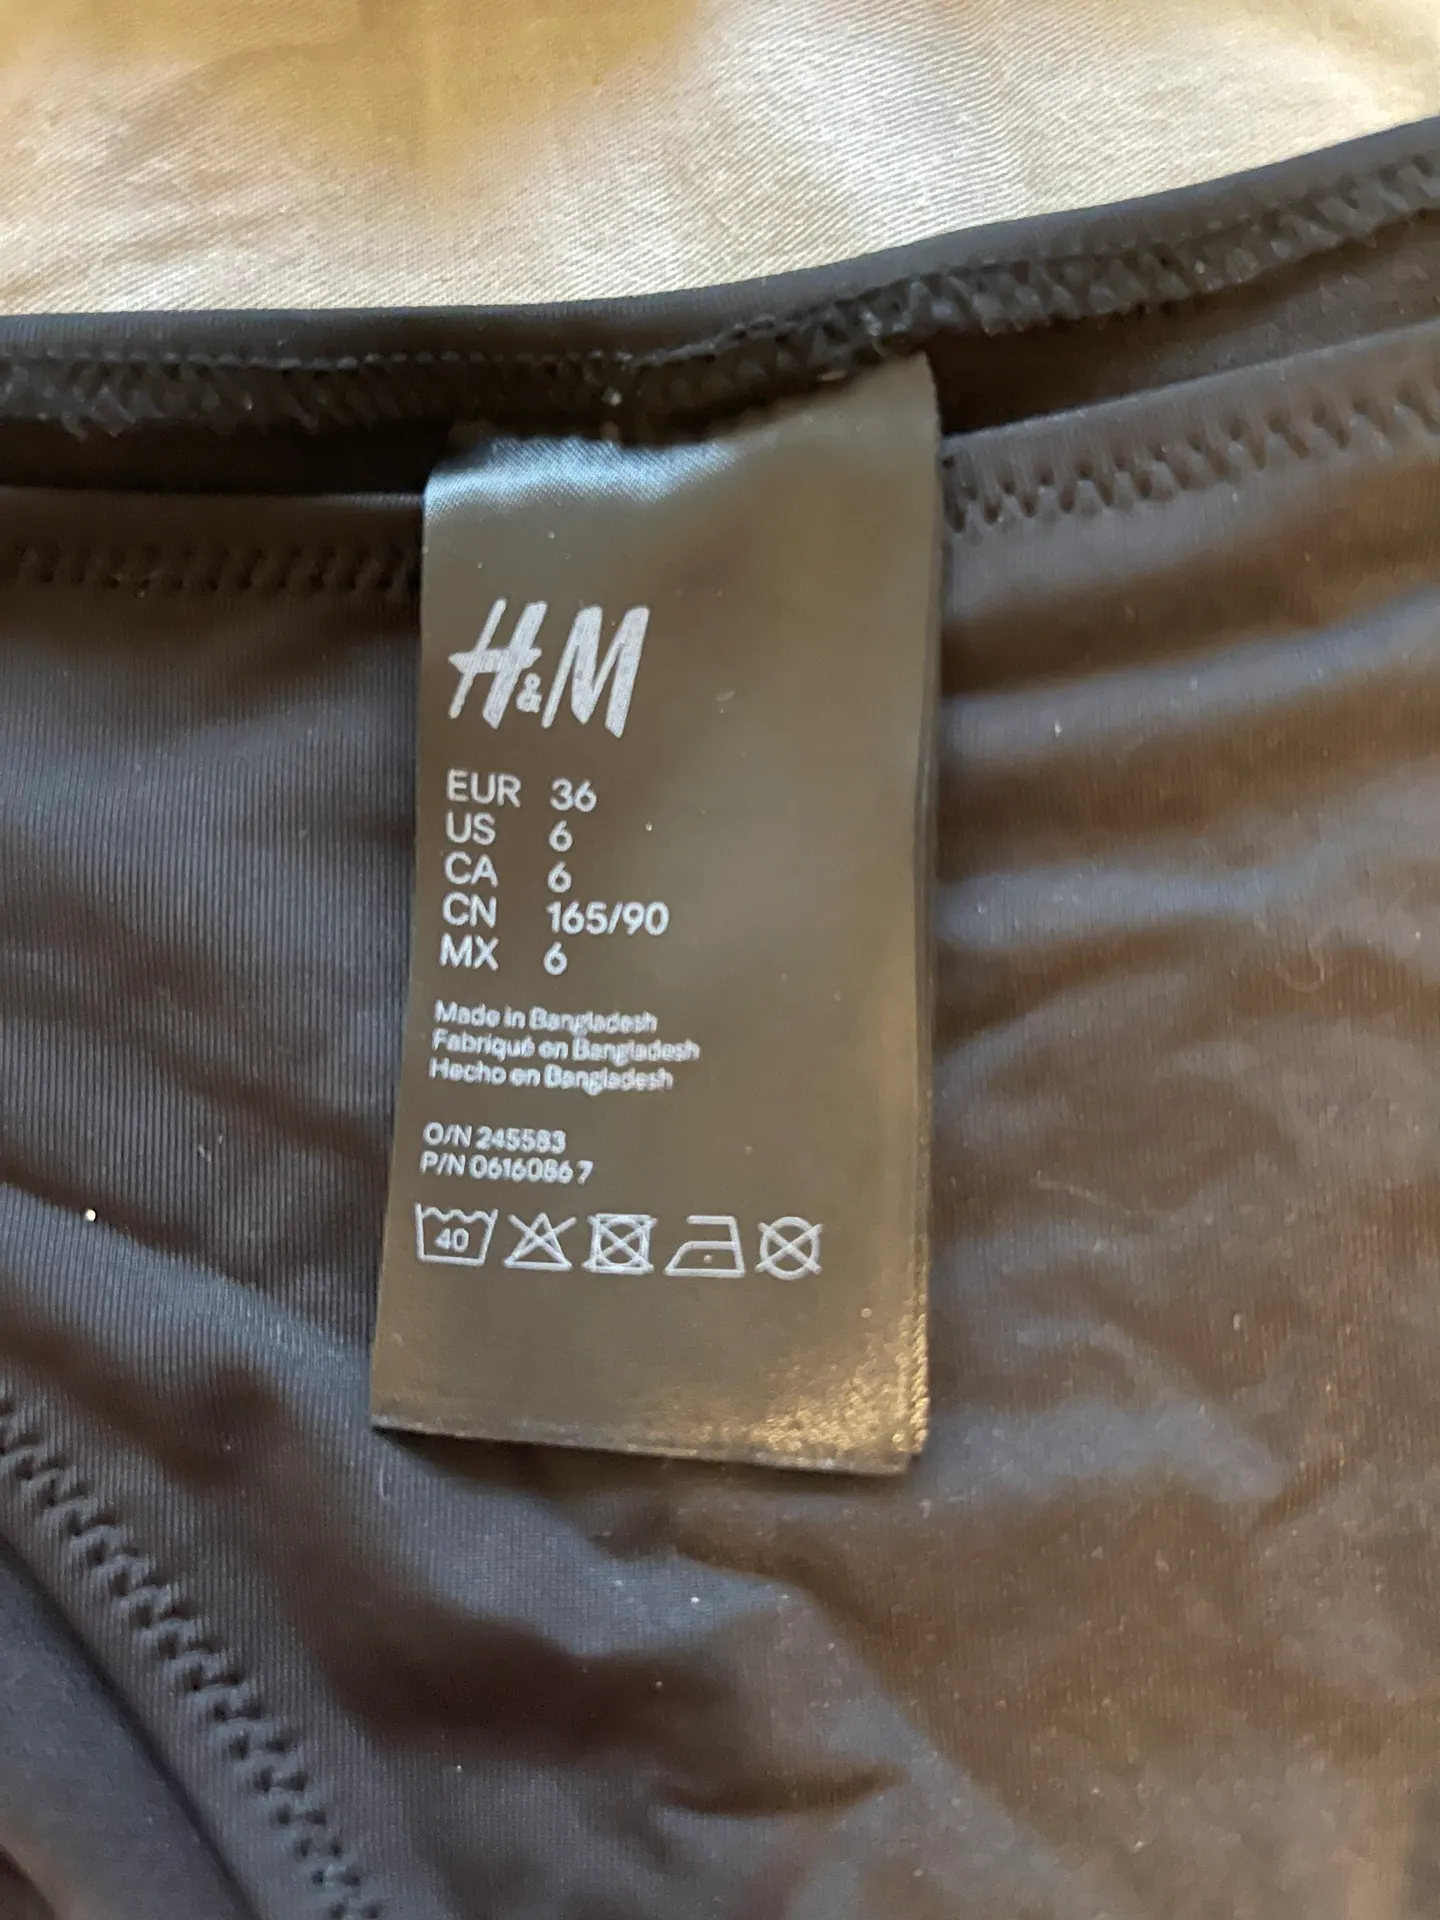 H&M
EUR 36
US 6
CA 6
CN 165/90
MX 6
Made in Bangladesh
Fabriqué en Bangladesh
Hecho en Bangladesh
O/N 245583
P/N 0616086 7
40